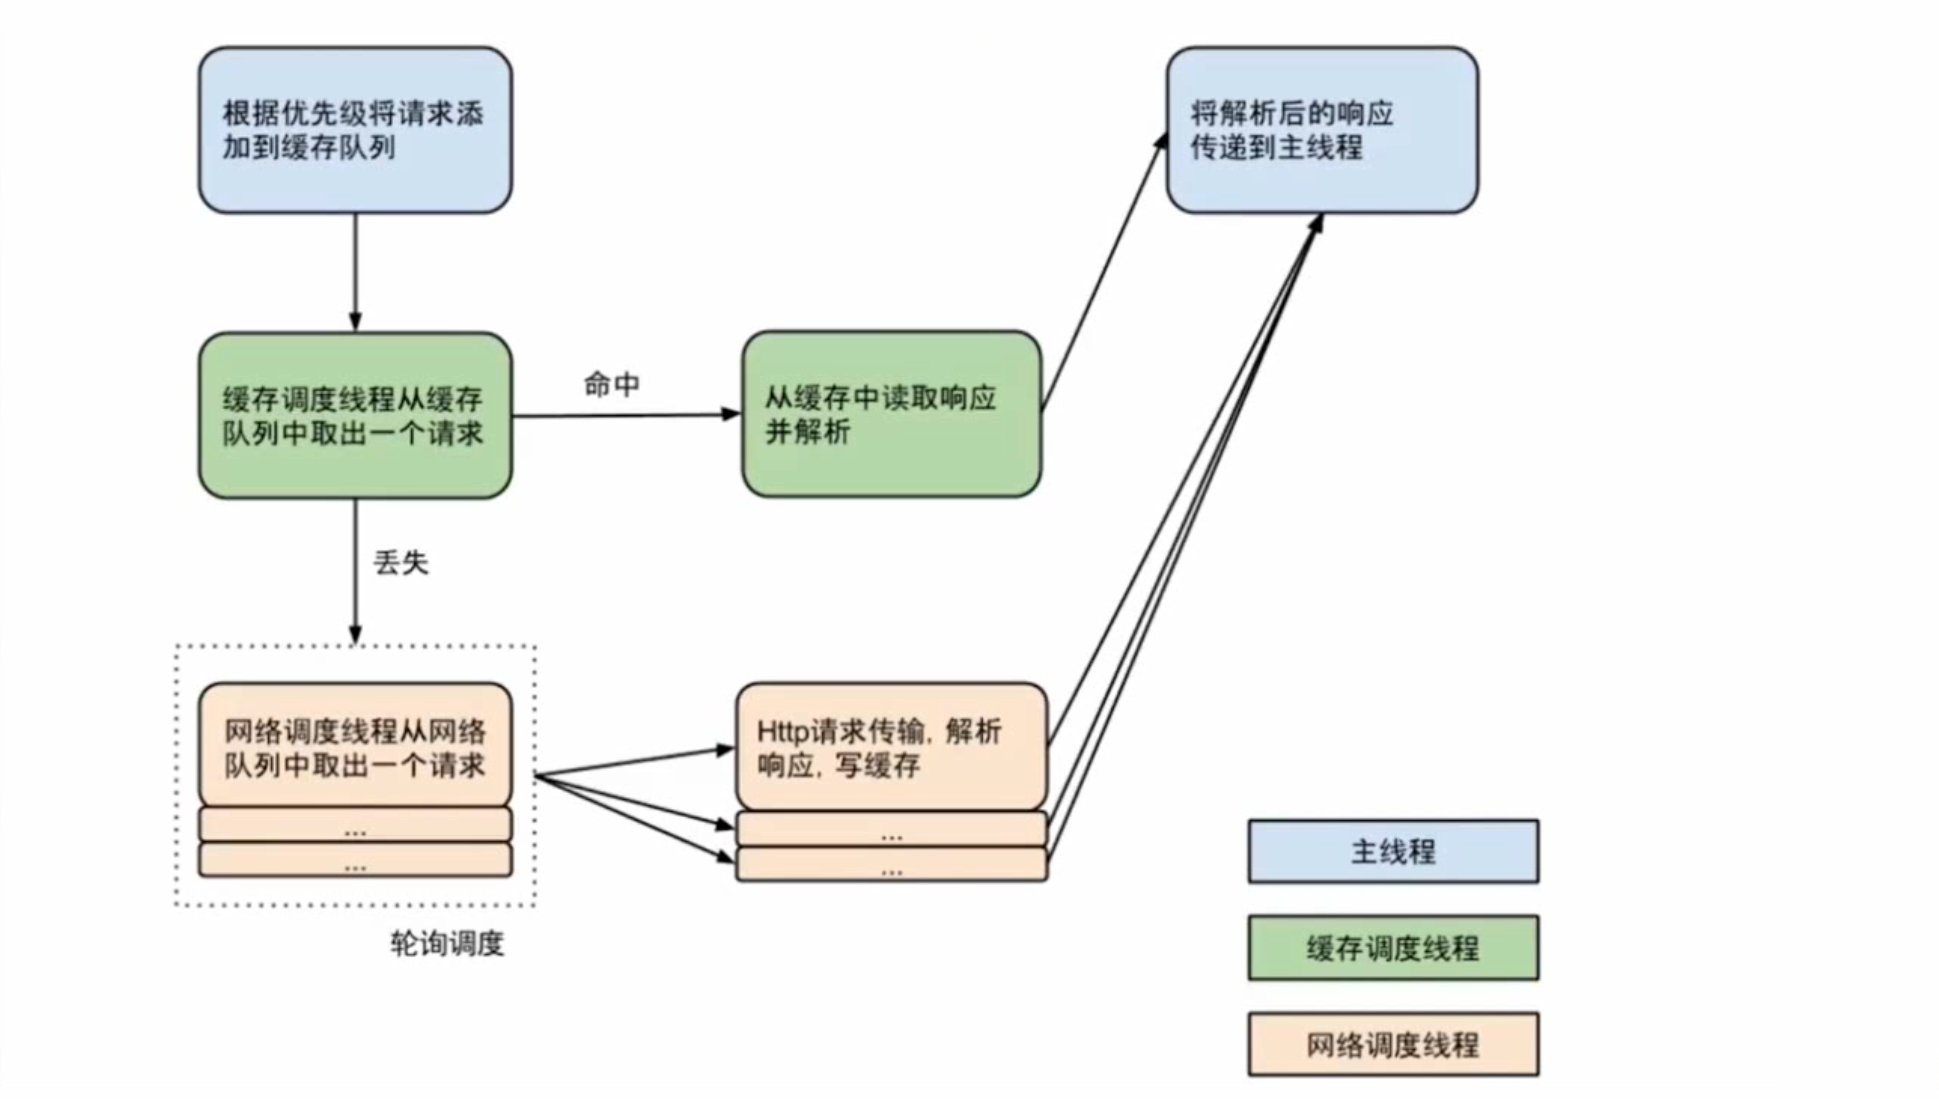 根据优先级将请求添
加到缓存队列
将解析后的响应
传递到主线程
缓存调度线程从缓存
队列中取出一个请求
命中
从缓存中读取响应
并解析
丢失
网络调度线程从网络
队列中取出一个请求
...
...
Http请求传输, 解析
响应, 写缓存
...
...
轮询调度
主线程
缓存调度线程
网络调度线程